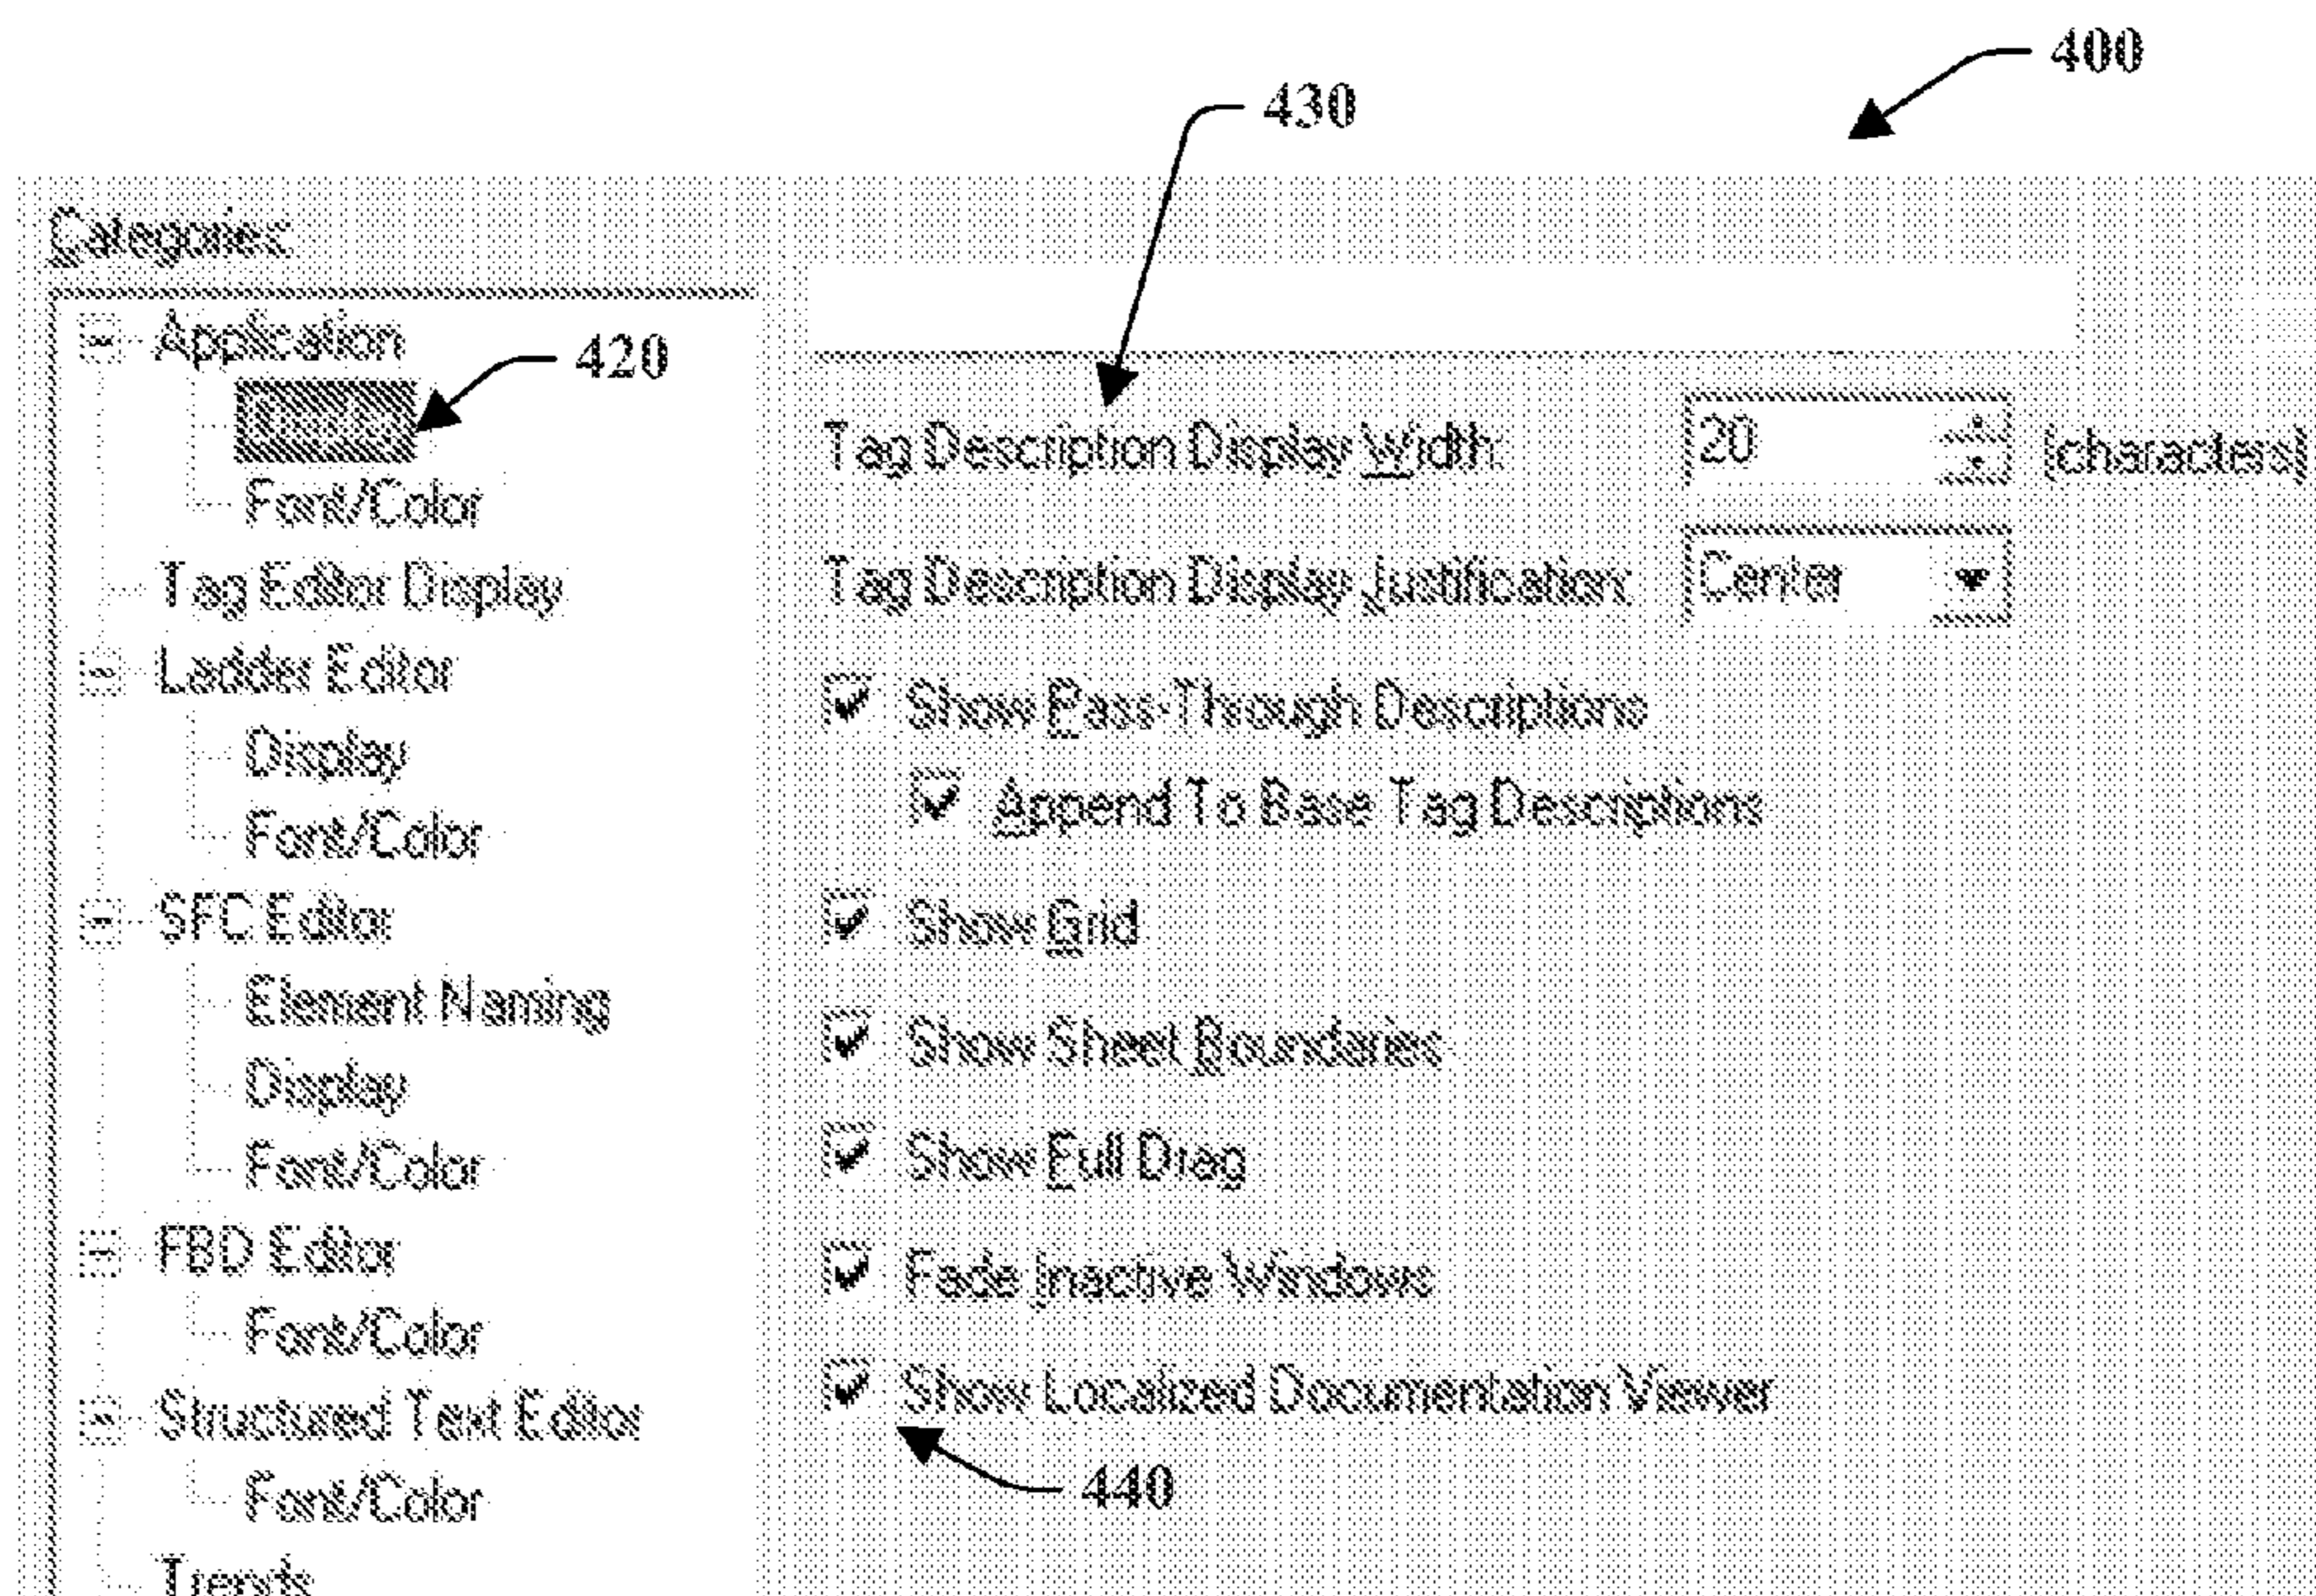 400
430
Categories:
Application
420
Display
Font/Color
Tag Editor Display
Ladder Editor
Display
Font/Color
SFC Editor
Element Naming
Display
Font/Color
FBD Editor
Font/Color
Structured Text Editor
Font/Color
Trends
Tag Description Display Width: 20 (characters)
Tag Description Display Justification: Center
Show Pass-Through Descriptions
Append To Base Tag Descriptions
Show Grid
Show Sheet Boundaries
Show Full Drag
Fade Inactive Windows
Show Localized Documentation Viewer
440